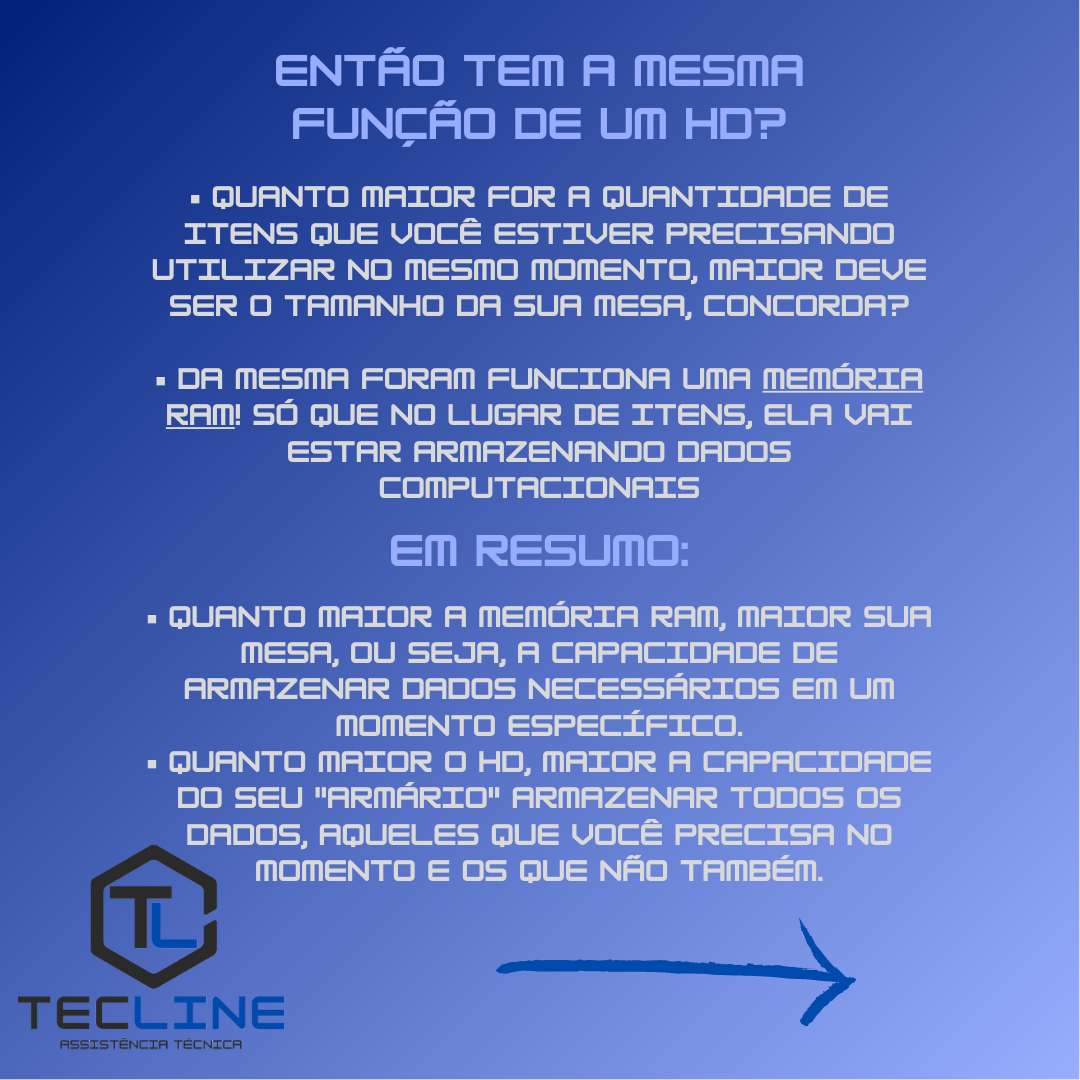 ENTÃO TEM A MESMA
FUNÇÃO DE UM HD?
▪ QUANTO MAIOR FOR A QUANTIDADE DE
ITENS QUE VOCÊ ESTIVER PRECISANDO
UTILIZAR NO MESMO MOMENTO, MAIOR DEVE
SER O TAMANHO DA SUA MESA, CONCORDA?
▪ DA MESMA FORAM FUNCIONA UMA MEMÓRIA
RAM! SÓ QUE NO LUGAR DE ITENS, ELA VAI
ESTAR ARMAZENANDO DADOS
COMPUTACIONAIS
EM RESUMO:
▪ QUANTO MAIOR A MEMÓRIA RAM, MAIOR SUA
MESA, OU SEJA, A CAPACIDADE DE
ARMAZENAR DADOS NECESSÁRIOS EM UM
MOMENTO ESPECÍFICO.
▪ QUANTO MAIOR O HD, MAIOR A CAPACIDADE
DO SEU "ARMÁRIO" ARMAZENAR TODOS OS
DADOS, AQUELES QUE VOCÊ PRECISA NO
MOMENTO E OS QUE NÃO TAMBÉM.
TL
TECLINE
ASSISTÊNCIA TÉCNICA